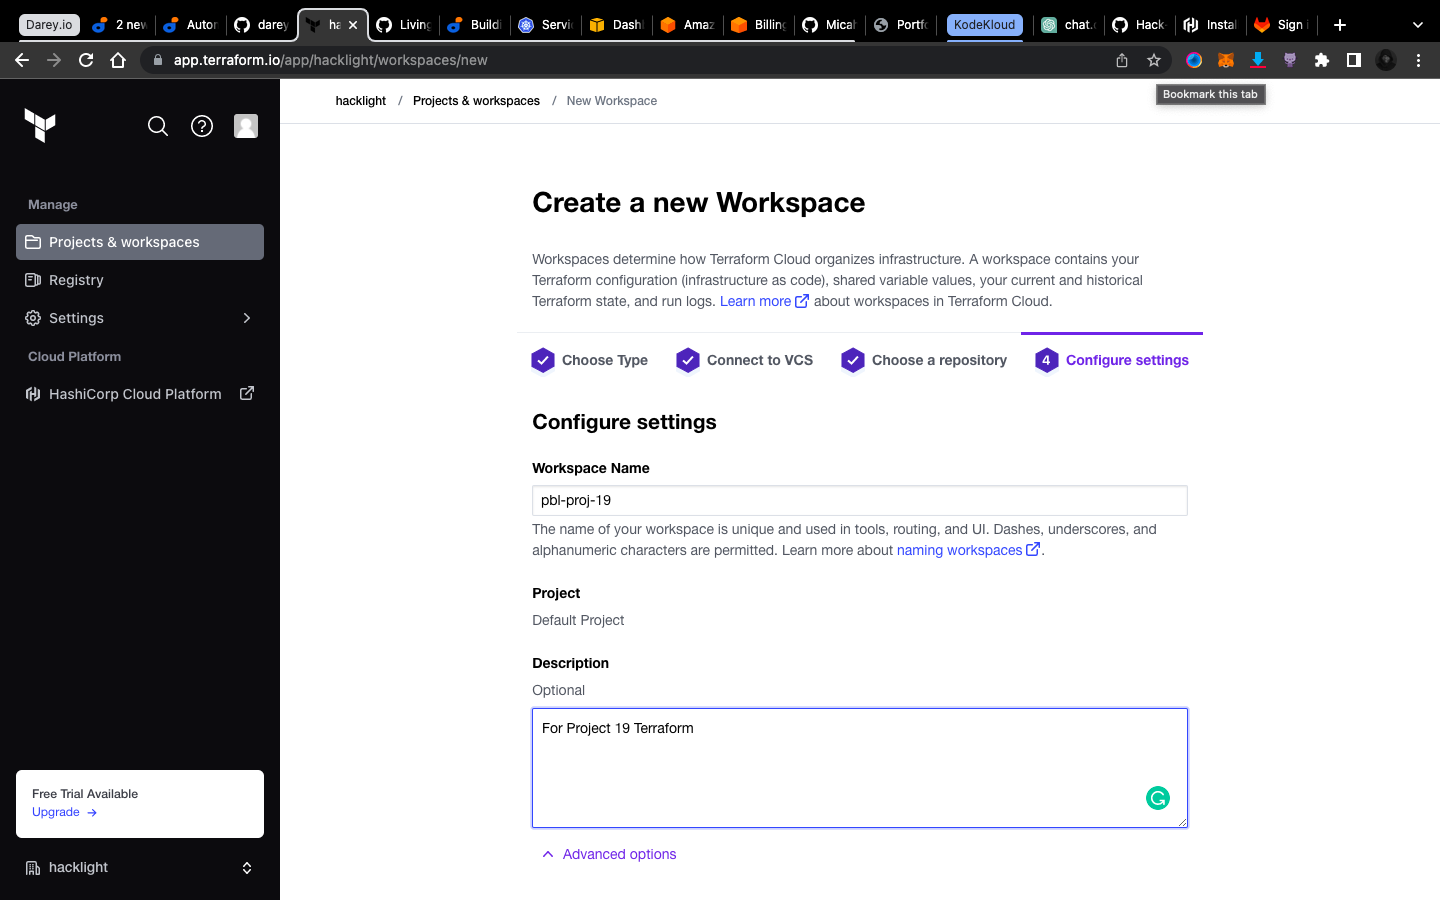 Darey.io
2 new
Auton
darey
ha
Living
Buildi
Servic
Dash
Amaz
Billing
Micah
Portfo
KodeKloud
chat.
Hack-
Instal
Sign i
app.terraform.io/app/hacklight/workspaces/new
Bookmark this tab
hacklight / Projects & workspaces / New Workspace
Manage
Projects & workspaces
Registry
Settings
Cloud Platform
HashiCorp Cloud Platform
Free Trial Available
Upgrade →
hacklight
Create a new Workspace
Workspaces determine how Terraform Cloud organizes infrastructure. A workspace contains your
Terraform configuration (infrastructure as code), shared variable values, your current and historical
Terraform state, and run logs. Learn more about workspaces in Terraform Cloud.
Choose Type
Connect to VCS
Choose a repository
4 Configure settings
Configure settings
Workspace Name
pbl-proj-19
The name of your workspace is unique and used in tools, routing, and UI. Dashes, underscores, and
alphanumeric characters are permitted. Learn more about naming workspaces.
Project
Default Project
Description
Optional
For Project 19 Terraform
Advanced options